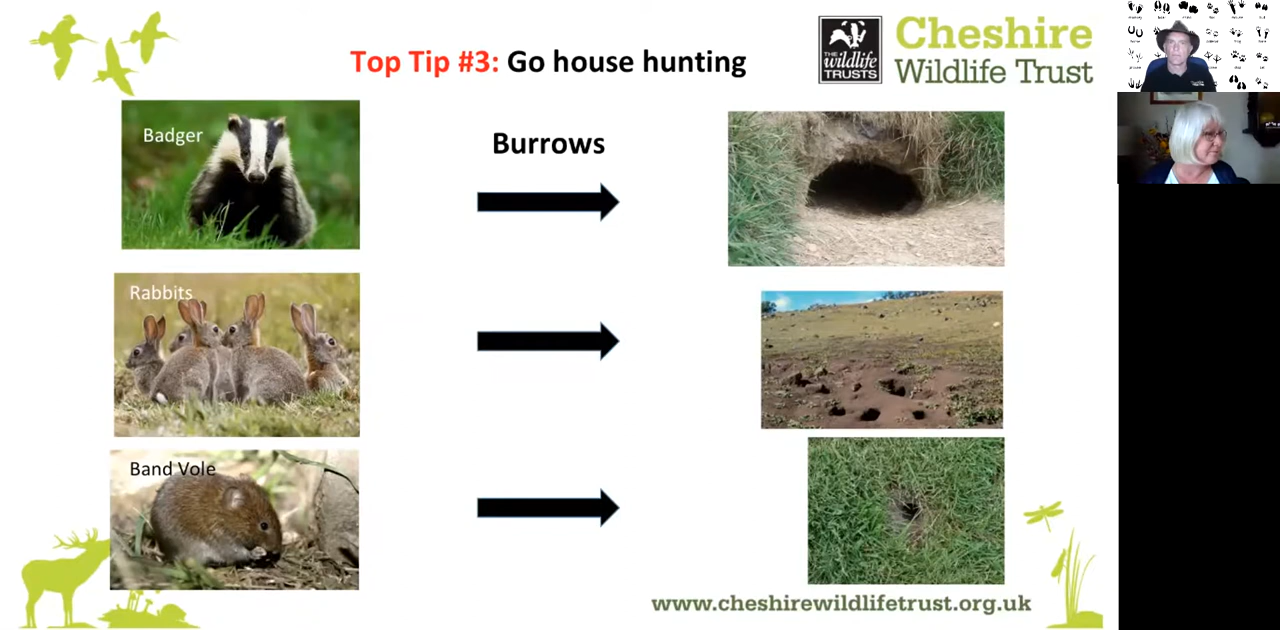 Top Tip #3: Go house hunting
THE
wildlife
TRUSTS
Cheshire
Wildlife Trust
Badger
Burrows
Rabbits
Band Vole
www.cheshirewildlifetrust.org.uk